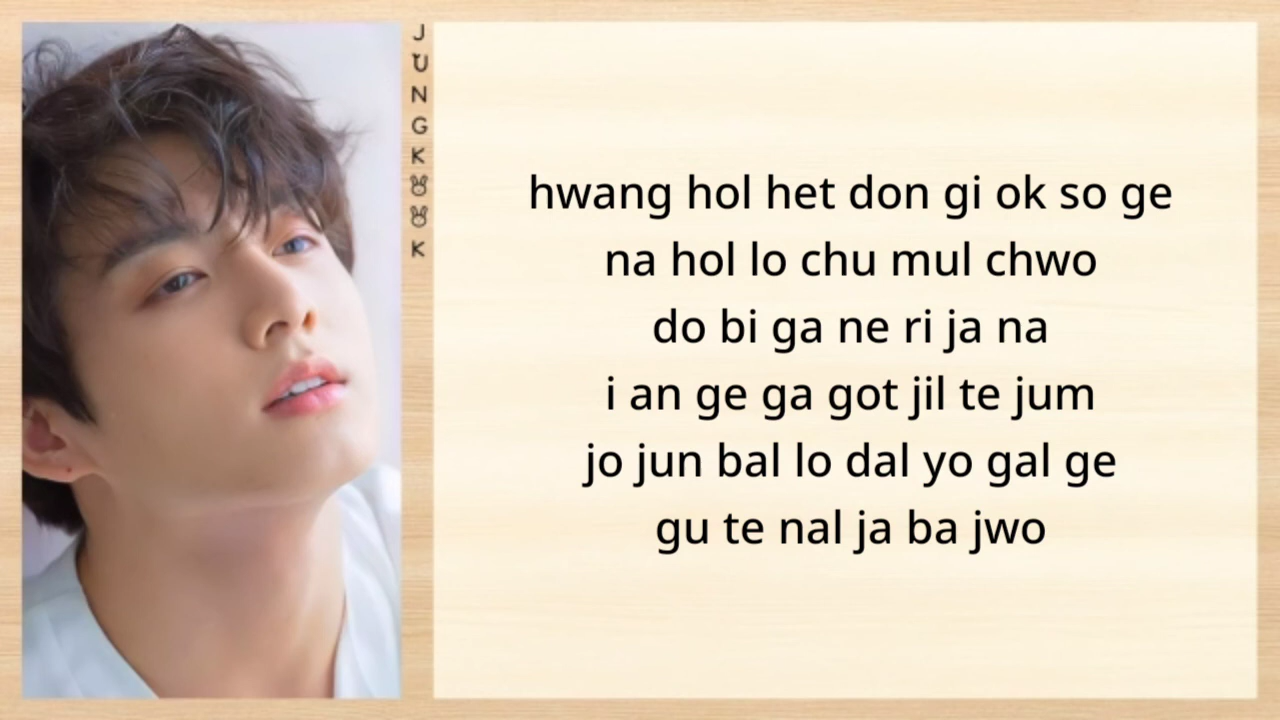 JUNGKOOK
hwang hol het don gi ok so ge
na hol lo chu mul chwo
do bi ga ne ri ja na
i an ge ga got jil te jum
jo jun bal lo dal yo gal ge
gu te nal ja ba jwo